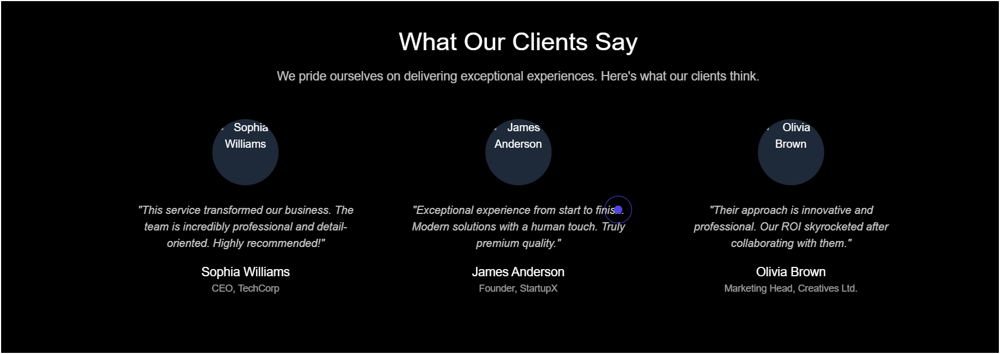 What Our Clients Say
We pride ourselves on delivering exceptional experiences. Here's what our clients think.
Sophia
Williams
James
Anderson
Olivia
Brown
"This service transformed our business. The
team is incredibly professional and detail-
oriented. Highly recommended!"
"Exceptional experience from start to
Modern solutions with a human touch. Truly
premium quality."
"Their approach is innovative and
professional. Our ROI skyrocketed after
collaborating with them."
Sophia Williams
CEO, TechCorp
James Anderson
Founder, StartupX
Olivia Brown
Marketing Head, Creatives Ltd.